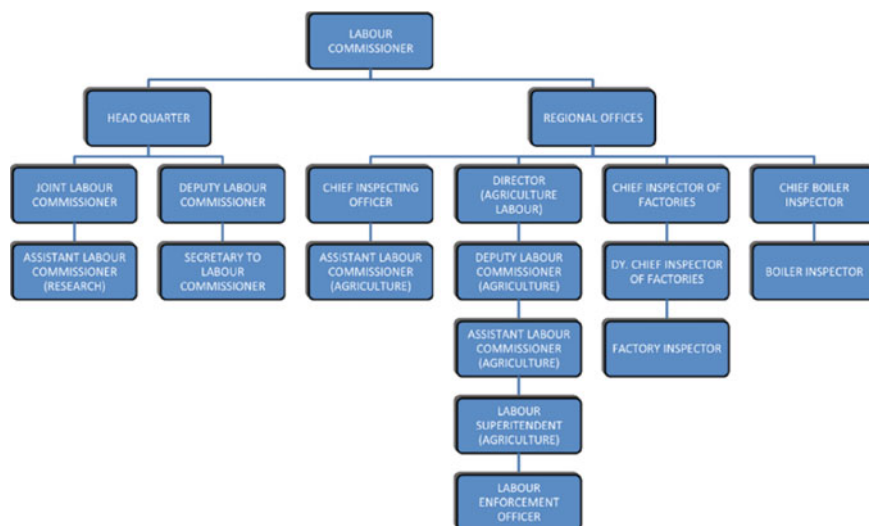 LABOUR
COMMISSIONER
HEAD QUARTER
REGIONAL OFFICES
JOINT LABOUR
COMMISSIONER
DEPUTY LABOUR
COMMISSIONER
CHIEF INSPECTING
OFFICER
DIRECTOR
(AGRICULTURE
LABOUR)
CHIEF INSPECTOR OF
FACTORIES
CHIEF BOILER
INSPECTOR
ASSISTANT LABOUR
COMMISSIONER
(RESEARCH)
SECRETARY TO
LABOUR
COMMISSIONER
ASSISTANT LABOUR
COMMISSIONER
(AGRICULTURE)
DEPUTY LABOUR
COMMISSIONER
(AGRICULTURE)
DY. CHIEF INSPECTOR
OF FACTORIES
BOILER INSPECTOR
ASSISTANT LABOUR
COMMISSIONER
(AGRICULTURE)
FACTORY INSPECTOR
LABOUR
SUPERITENDENT
(AGRICULTURE)
LABOUR
ENFORCEMENT
OFFICER